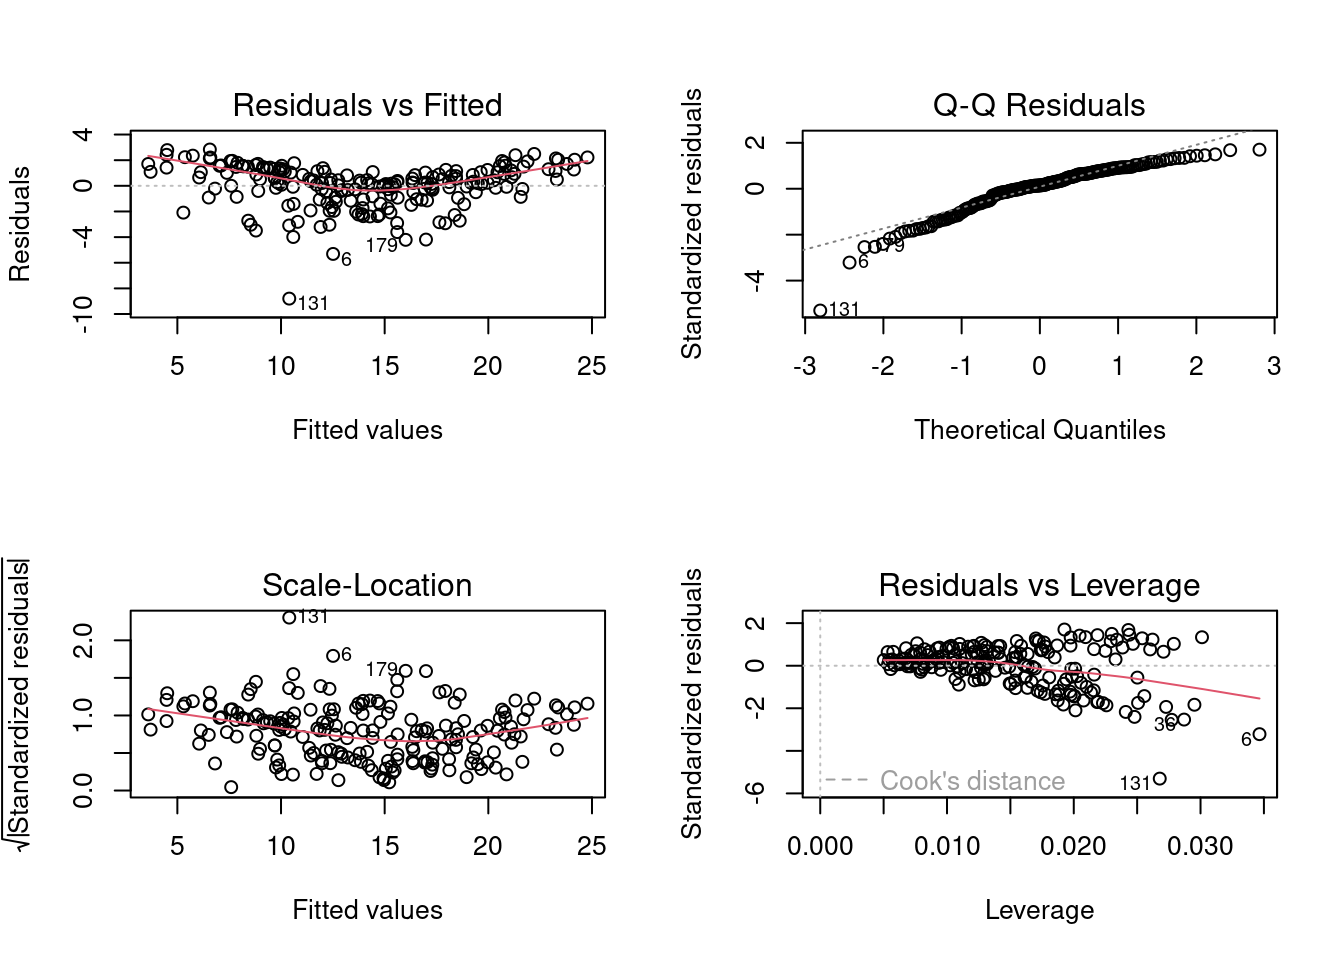 Residuals vs Fitted
Residuals
4
0
-4
-10
179
6
131
5 10 15 20 25
Fitted values
Q-Q Residuals
Standardized residuals
2
0
-4
179
6
131
-3 -2 -1 0 1 2 3
Theoretical Quantiles
Scale-Location
√|Standardized residuals|
2.0
1.0
0.0
131
6
179
5 10 15 20 25
Fitted values
Residuals vs Leverage
Standardized residuals
2
0
-2
-6
36
6
131
Cook's distance
0.000 0.010 0.020 0.030
Leverage